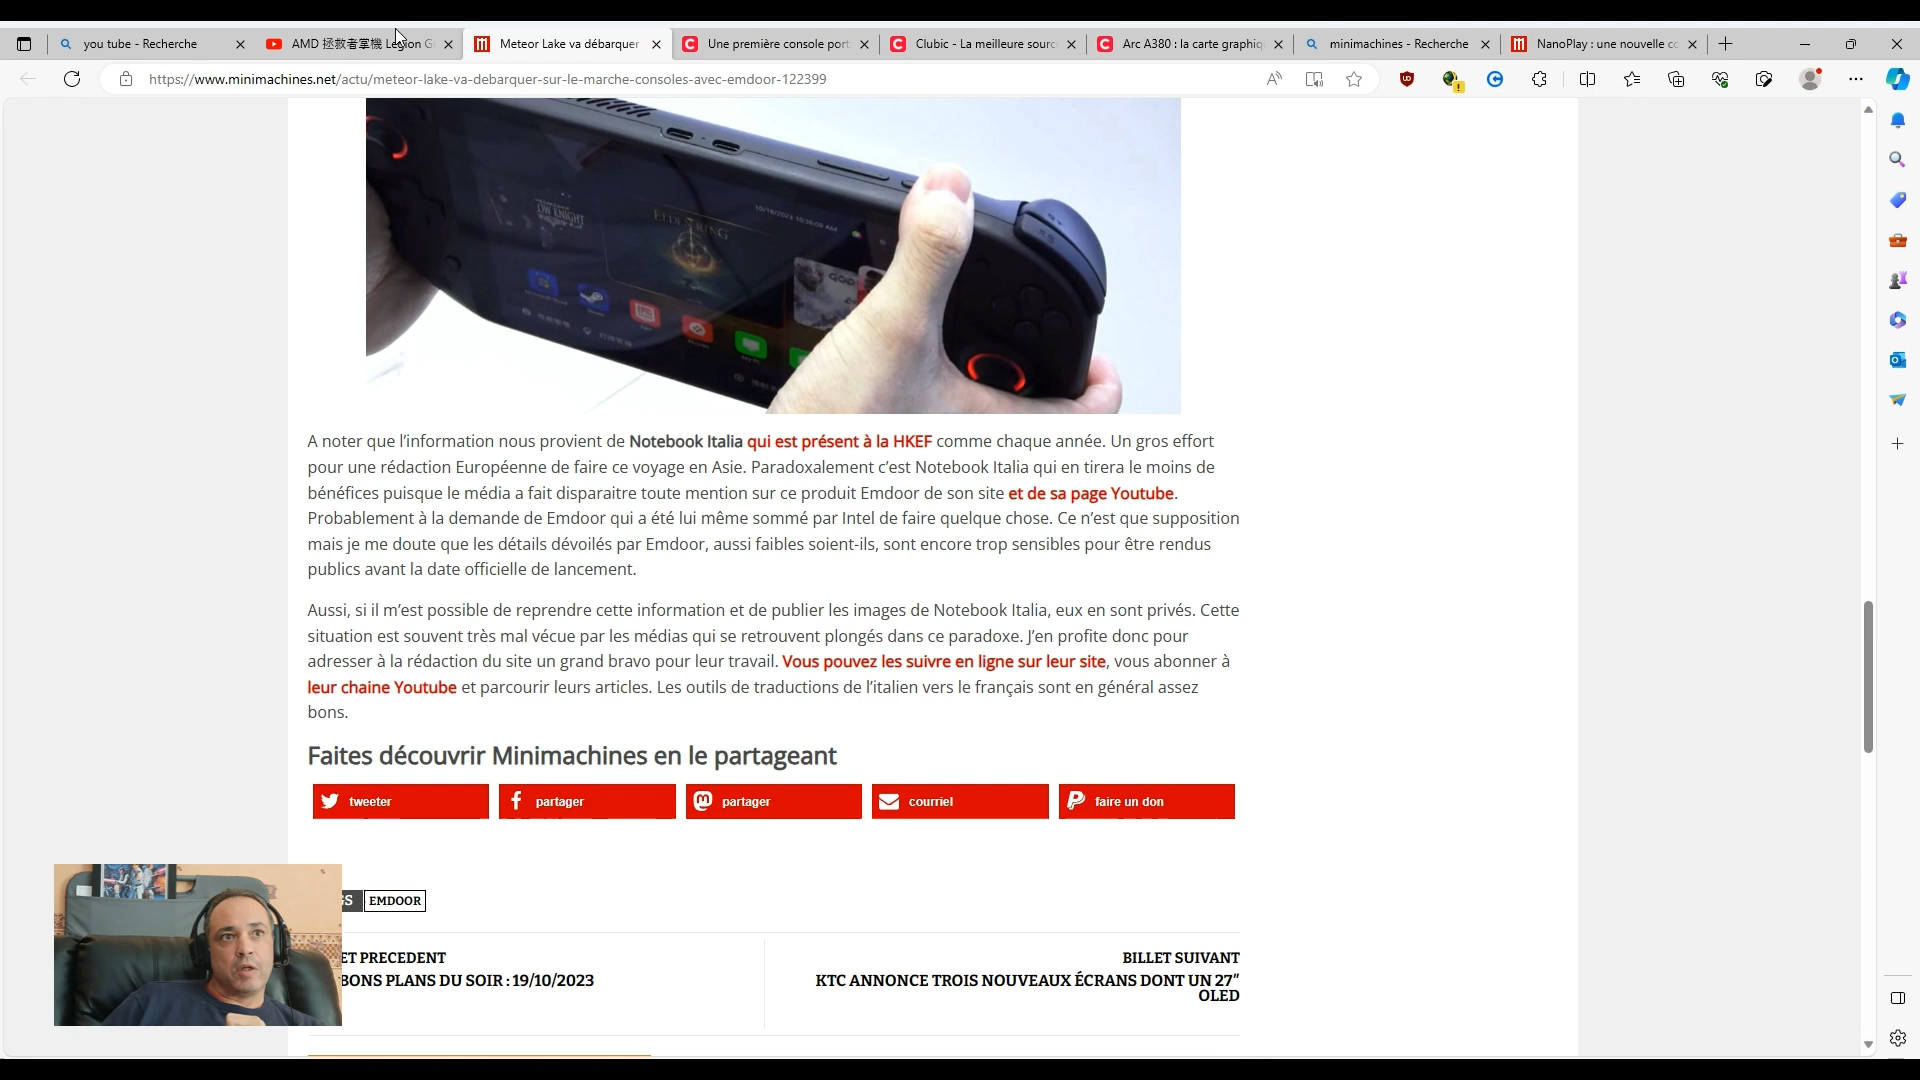 you tube - Recherche
AMD 拯救者掌機 Legion G
Meteor Lake va débarquer
Une première console port
Clubic - La meilleure sourc
Arc A380 : la carte graphiq
minimachines - Recherche
NanoPlay : une nouvelle cc
https://www.minimachines.net/actu/meteor-lake-va-debarquer-sur-le-marche-consoles-avec-emdoor-122399
OW KNIGHT
ELDEN RING
A noter que l’information nous provient de Notebook Italia qui est présent à la HKEF comme chaque année. Un gros effort
pour une rédaction Européenne de faire ce voyage en Asie. Paradoxalement c’est Notebook Italia qui en tirera le moins de
bénéfices puisque le média a fait disparaitre toute mention sur ce produit Emdoor de son site et de sa page Youtube.
Probablement à la demande de Emdoor qui a été lui même sommé par Intel de faire quelque chose. Ce n’est que supposition
mais je me doute que les détails dévoilés par Emdoor, aussi faibles soient-ils, sont encore trop sensibles pour être rendus
publics avant la date officielle de lancement.
Aussi, si il m’est possible de reprendre cette information et de publier les images de Notebook Italia, eux en sont privés. Cette
situation est souvent très mal vécue par les médias qui se retrouvent plongés dans ce paradoxe. J’en profite donc pour
adresser à la rédaction du site un grand bravo pour leur travail. Vous pouvez les suivre en ligne sur leur site, vous abonner à
leur chaine Youtube et parcourir leurs articles. Les outils de traductions de l’italien vers le français sont en général assez
bons.
Faites découvrir Minimachines en le partageant
tweeter
partager
partager
courriel
faire un don
GS
EMDOOR
ET PRECEDENT
BONS PLANS DU SOIR : 19/10/2023
BILLET SUIVANT
KTC ANNONCE TROIS NOUVEAUX ÉCRANS DONT UN 27″
OLED